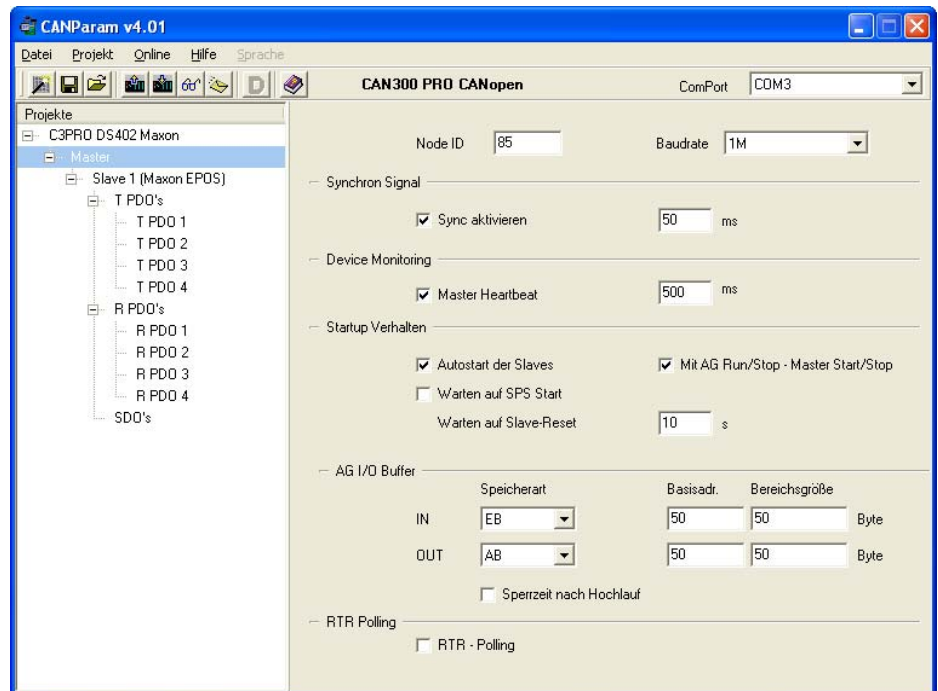 CANParam v4.01
Datei Projekt Online Hilfe Sprache
D CAN300 PRO CANopen ComPort COM3
Projekte
C3PRO DS402 Maxon
Master
Slave 1 (Maxon EPOS)
T PDO's
T PDO 1
T PDO 2
T PDO 3
T PDO 4
R PDO's
R PDO 1
R PDO 2
R PDO 3
R PDO 4
SDO's
Node ID 85 Baudrate 1M
Synchron Signal
Sync aktivieren 50 ms
Device Monitoring
Master Heartbeat 500 ms
Startup Verhalten
Autostart der Slaves Mit AG Run/Stop - Master Start/Stop
Warten auf SPS Start
Warten auf Slave-Reset 10 s
AG I/O Buffer
Speicherart Basisadr. Bereichsgröße
IN EB 50 50 Byte
OUT AB 50 50 Byte
Sperrzeit nach Hochlauf
RTR Polling
RTR - Polling